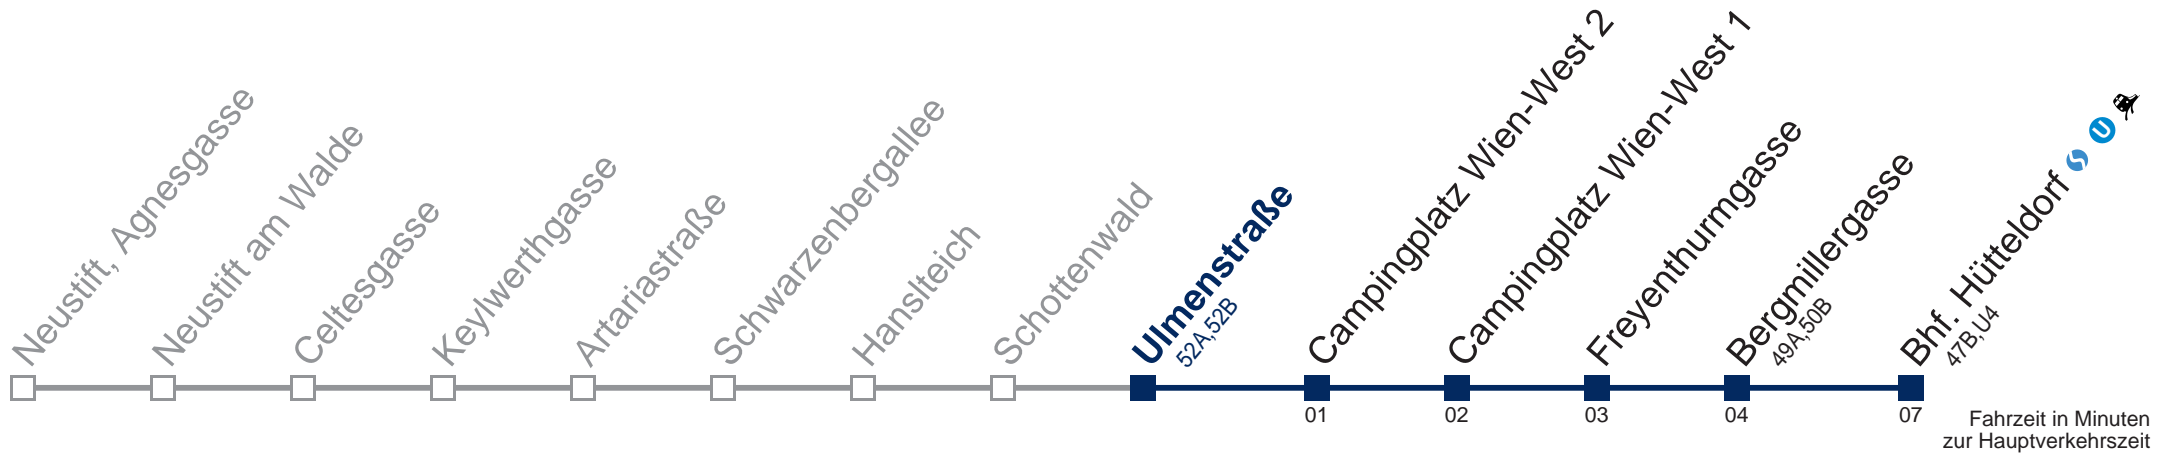 Neustift, Agnesgasse
Neustift am Walde
Celtesgasse
Keylwerthgasse
Artariastraße
Schwarzenbergallee
Hanslteich
Schottenwald
Ulmenstraße
52A,52B
Campingplatz Wien-West 2
Campingplatz Wien-West 1
Freyenthurmgasse
Bergmillergasse
49A,50B
Bhf. Hütteldorf S U
47B,U4
01
02
03
04
07
Fahrzeit in Minuten
zur Hauptverkehrszeit